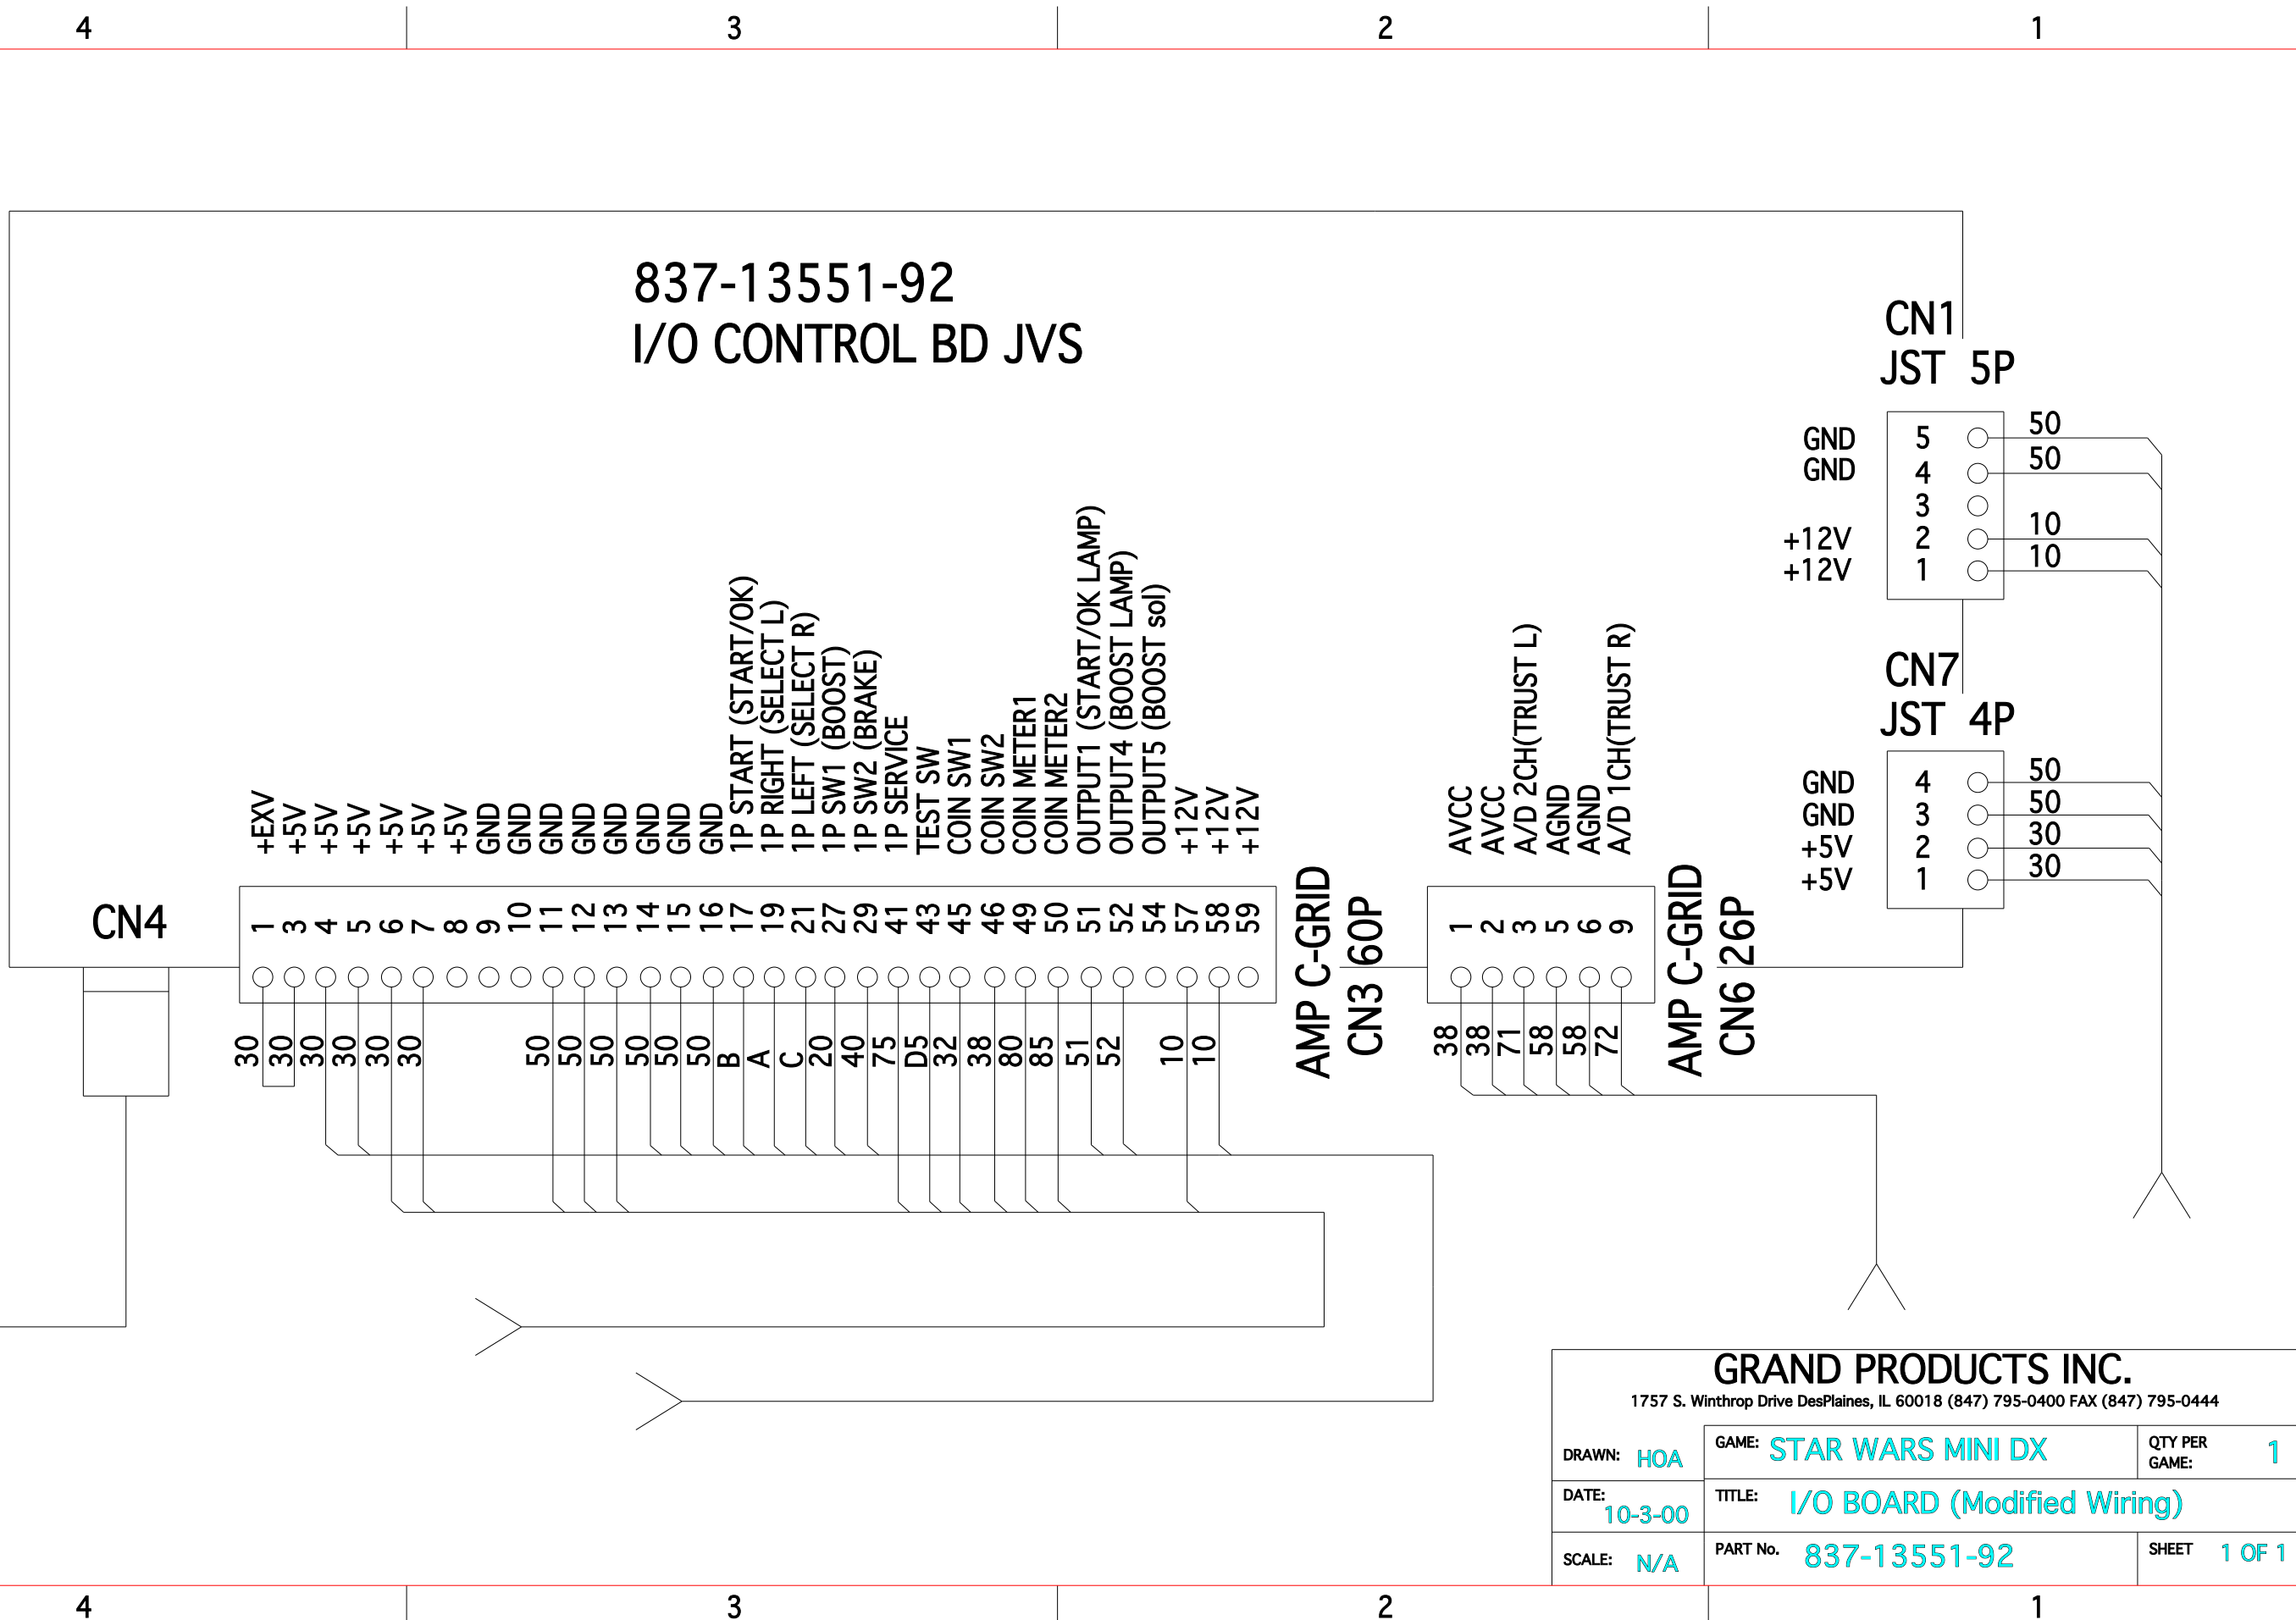 4 3 2 1
837-13551-92
I/O CONTROL BD JVS
CN1
JST 5P
GND 5 50
GND 4 50
3
+12V 2 10
+12V 1 10
CN7
JST 4P
GND 4 50
GND 3 50
+5V 2 30
+5V 1 30
CN4
+EXV
+5V
+5V
+5V
+5V
+5V
+5V
GND
GND
GND
GND
GND
GND
GND
GND
1P START (START/OK)
1P RIGHT (SELECT L)
1P LEFT (SELECT R)
1P SW1 (BOOST)
1P SW2 (BRAKE)
1P SERVICE
TEST SW
COIN SW1
COIN SW2
COIN METER1
COIN METER2
OUTPUT1 (START/OK LAMP)
OUTPUT4 (BOOST LAMP)
OUTPUT5 (BOOST sol)
+12V
+12V
+12V
1 3 4 5 6 7 8 9 10 11 12 13 14 15 16 17 19 21 27 29 41 43 45 46 49 50 51 52 54 57 58 59
30 30 30 30 30 30 50 50 50 50 50 50 B A C 20 40 75 D5 32 38 80 85 51 52 10 10
AMP C-GRID
CN3 60P
AVCC
AVCC
A/D 2CH(TRUST L)
AGND
AGND
A/D 1CH(TRUST R)
1 2 3 5 6 9
38 38 71 58 58 72
AMP C-GRID
CN6 26P
GRAND PRODUCTS INC.
1757 S. Winthrop Drive DesPlaines, IL 60018 (847) 795-0400 FAX (847) 795-0444
DRAWN: HOA
GAME: STAR WARS MINI DX
QTY PER
GAME: 1
DATE:
10-3-00
TITLE: I/O BOARD (Modified Wiring)
SCALE: N/A
PART No. 837-13551-92
SHEET 1 OF 1
4 3 2 1